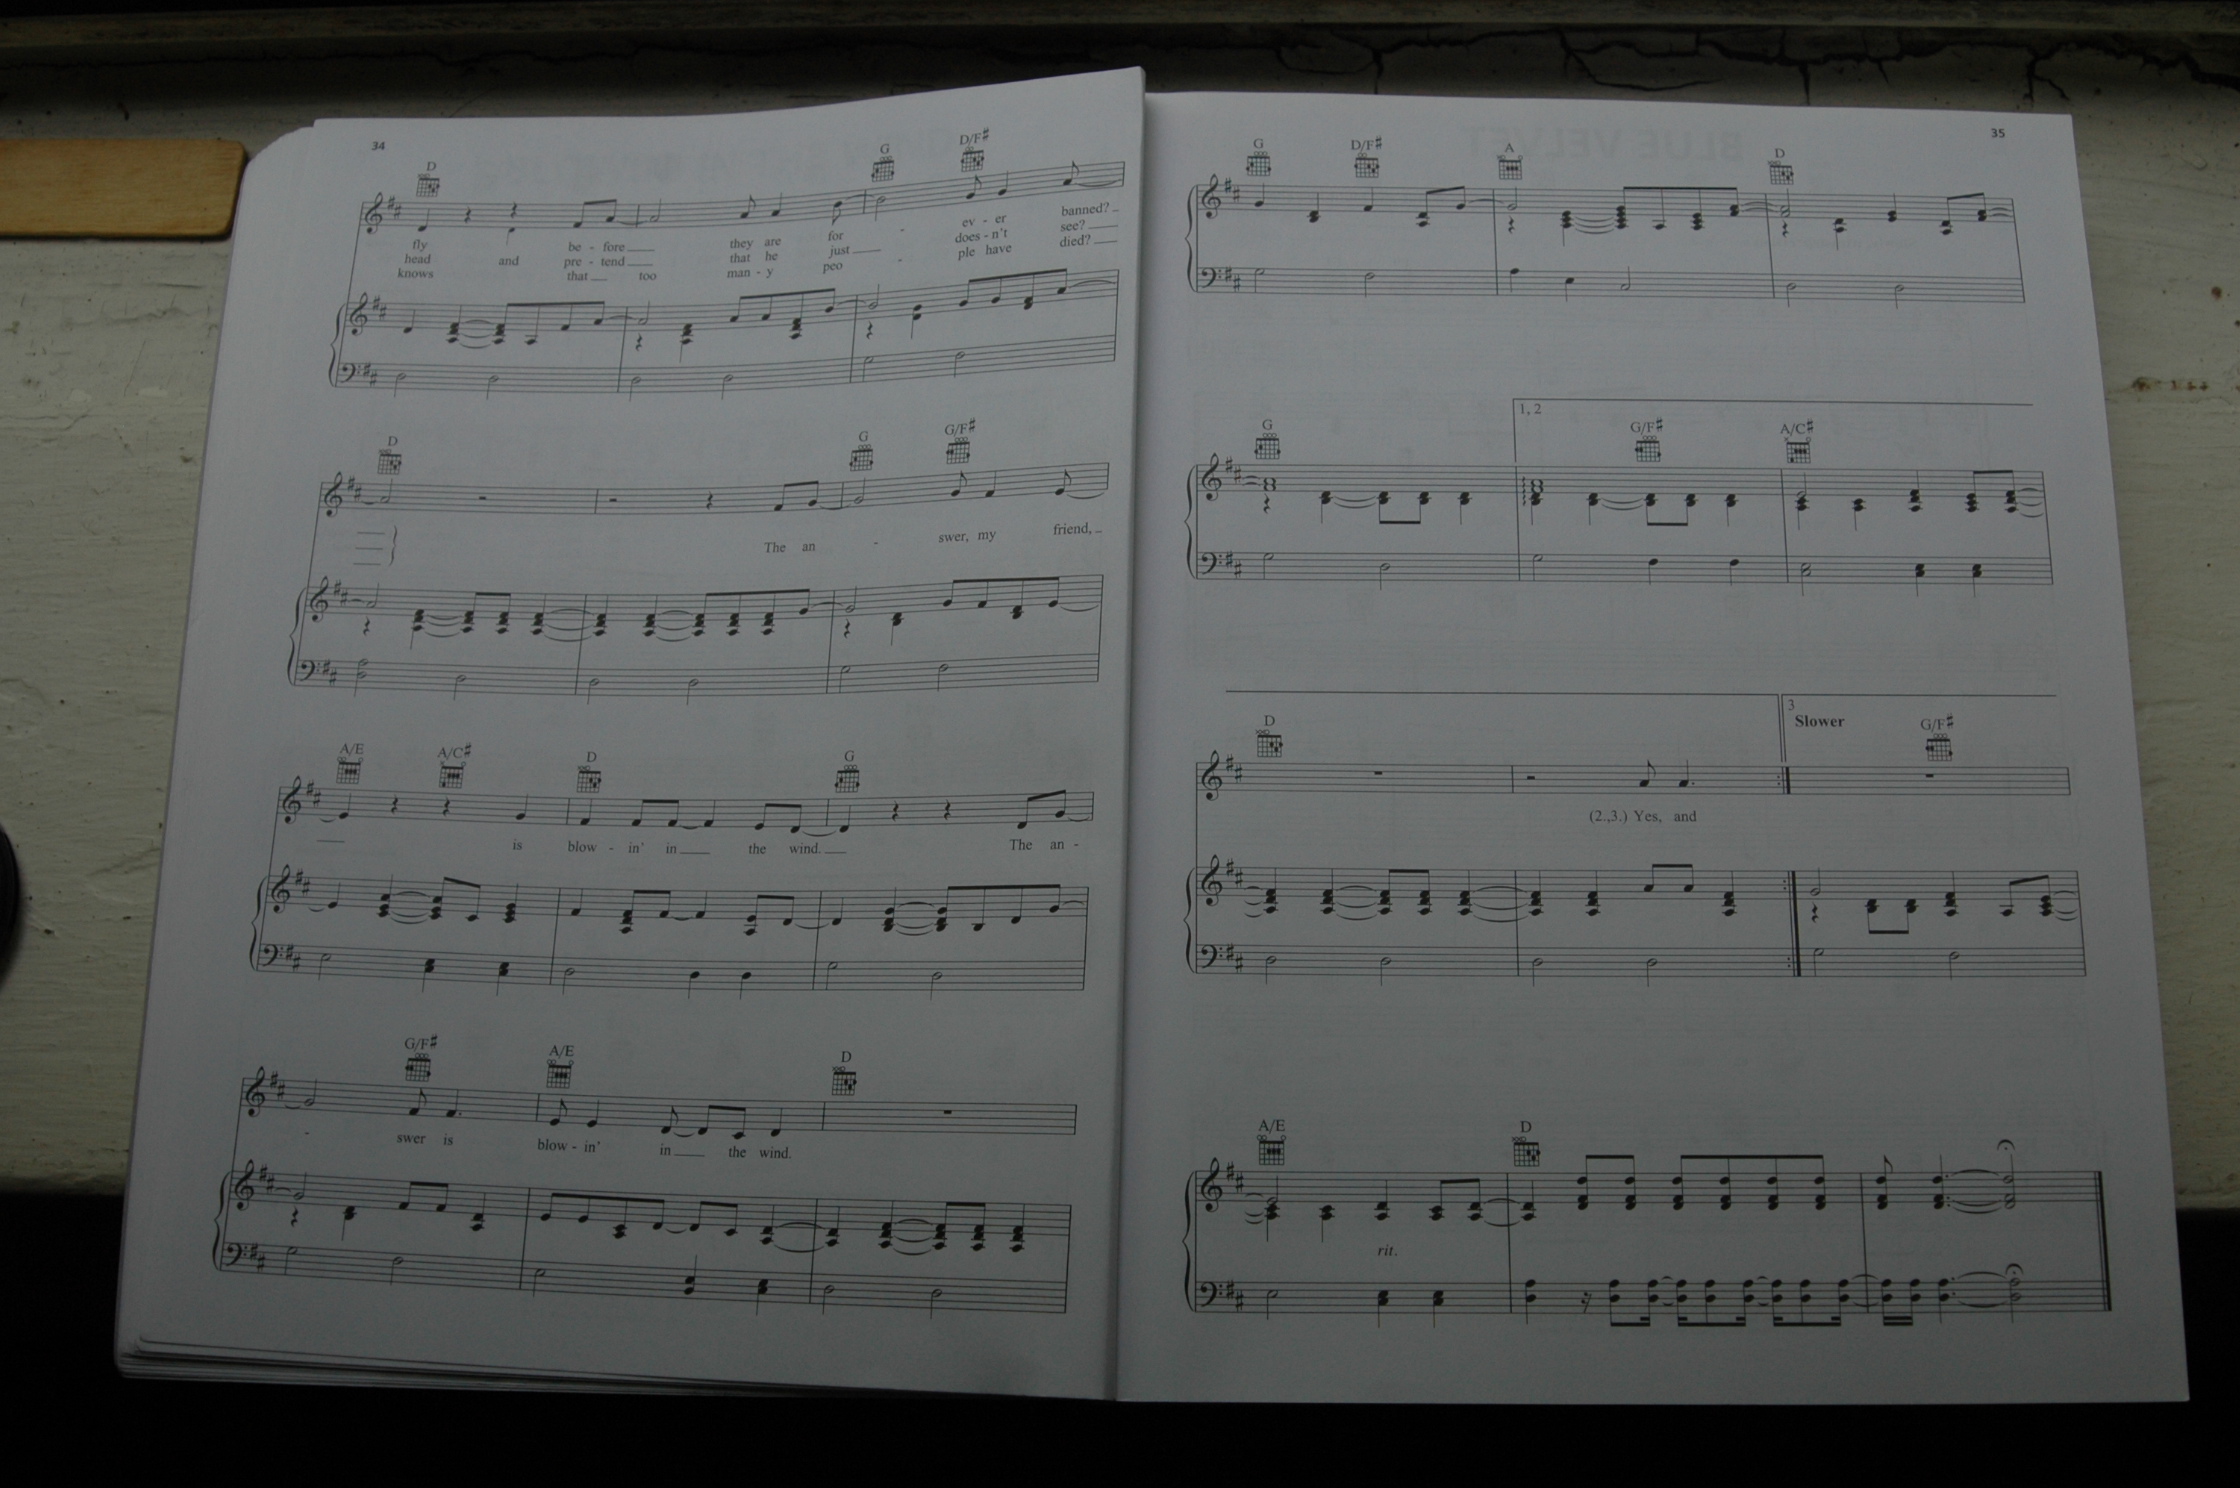 34
D G D/F♯
fly and be - fore they are for ev - er banned?
head pre - tend that he just does - n't see?
knows that too man - y peo - ple have died?
D G G/F♯
The an - swer, my friend,
A/E A/C♯ D G
is blow - in' in the wind. The an -
G/F♯ A/E D
swer is blow - in' in the wind.
35
G D/F♯ A D
1, 2
G G/F♯ A/C♯
3
D Slower G/F♯
(2.,3.) Yes, and
A/E D
rit.